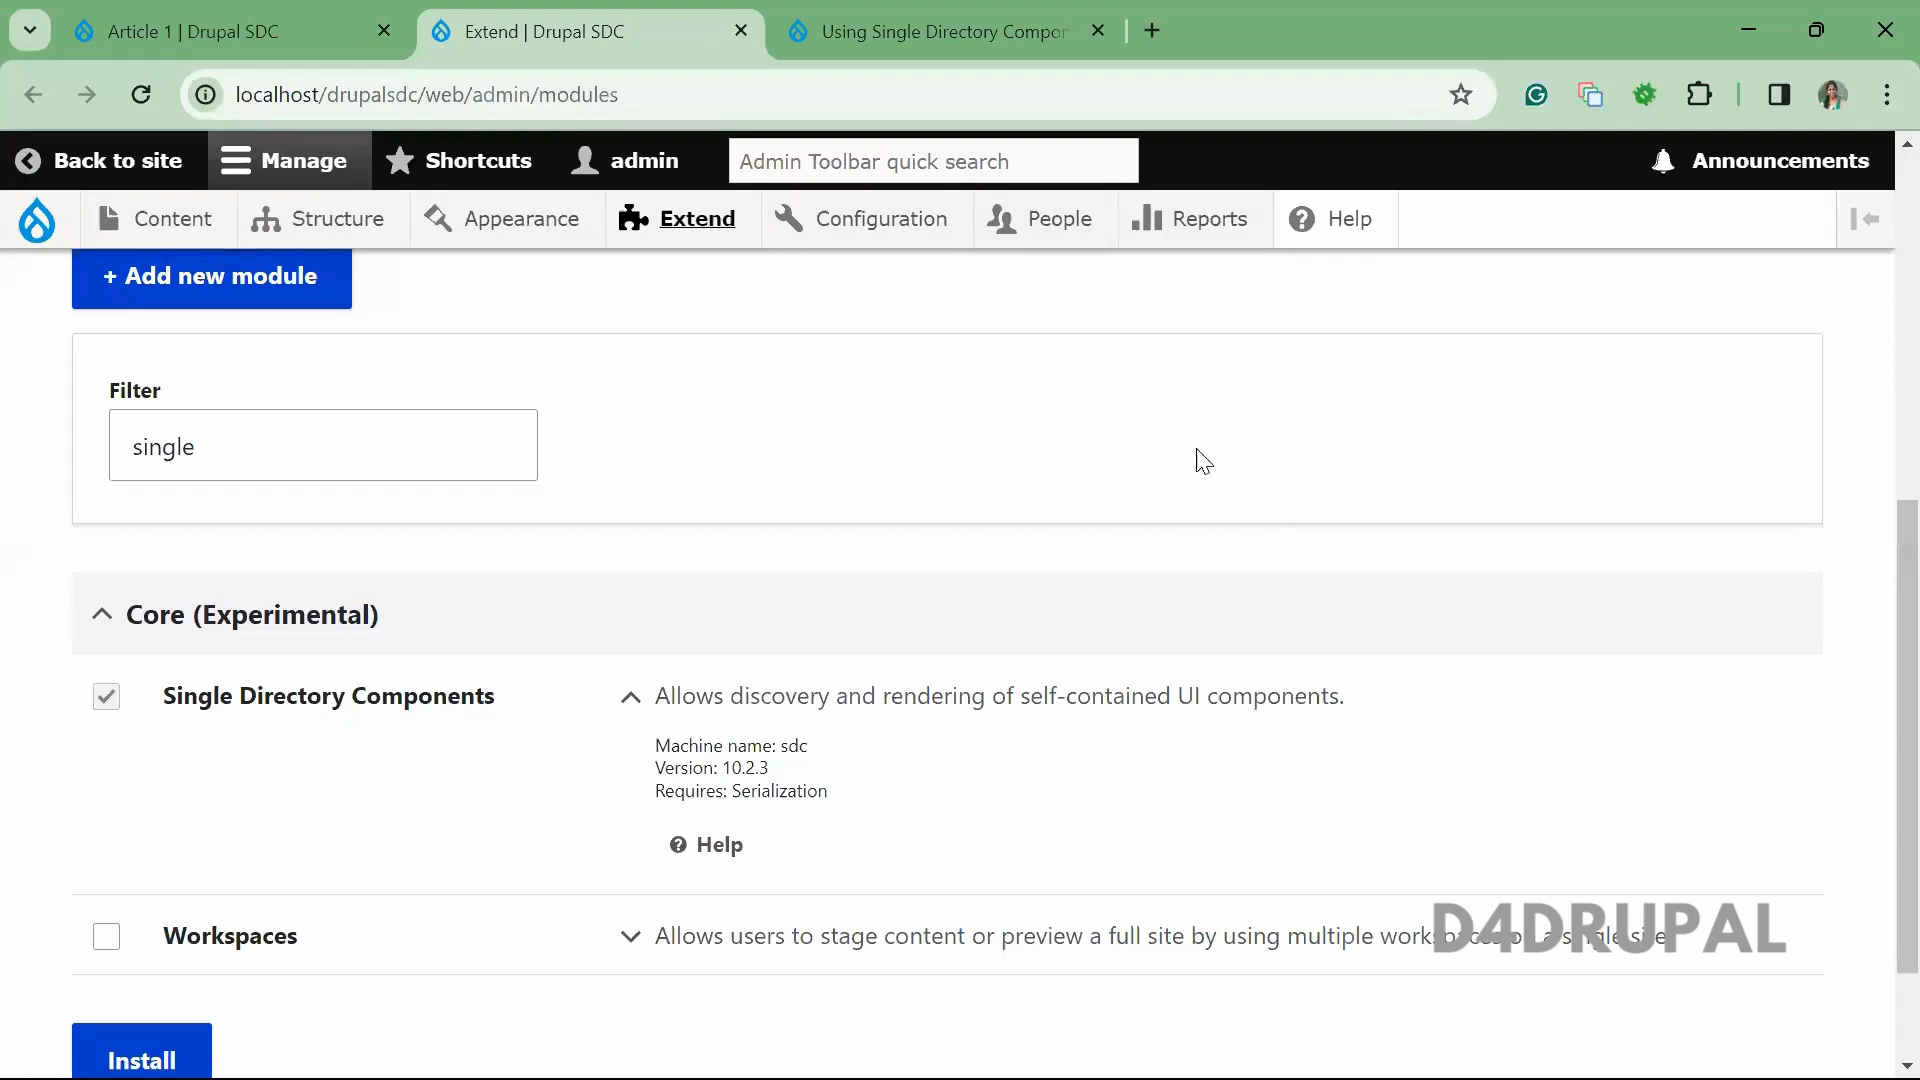 Article 1 | Drupal SDC
Extend | Drupal SDC
Using Single Directory Compor
localhost/drupalsdc/web/admin/modules
Back to site
Manage
Shortcuts
admin
Admin Toolbar quick search
Announcements
Content
Structure
Appearance
Extend
Configuration
People
Reports
Help
+ Add new module
Filter
single
Core (Experimental)
Single Directory Components
Allows discovery and rendering of self-contained UI components.
Machine name: sdc
Version: 10.2.3
Requires: Serialization
Help
Workspaces
Allows users to stage content or preview a full site by using multiple workspaces on a single site
D4DRUPAL
Install